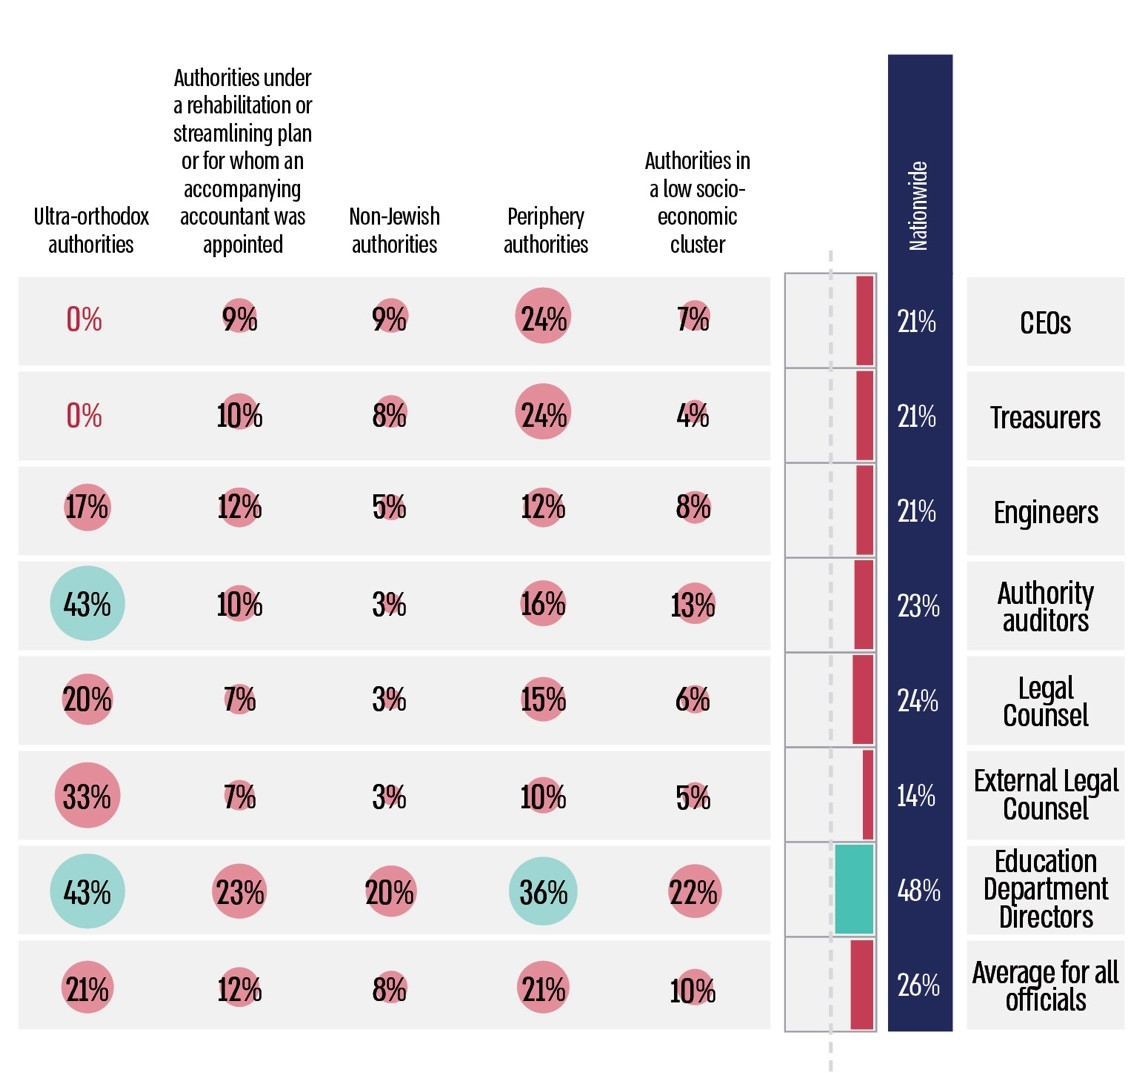 Ultra-orthodox
authorities
Authorities under
a rehabilitation or
streamlining plan
or for whom an
accompanying
accountant was
appointed
Non-Jewish
authorities
Periphery
authorities
Authorities in
a low socio-
economic
cluster
Nationwide
0% 9% 9% 24% 7% 21% CEOs
0% 10% 8% 24% 4% 21% Treasurers
17% 12% 5% 12% 8% 21% Engineers
43% 10% 3% 16% 13% 23% Authority
auditors
20% 7% 3% 15% 6% 24% Legal
Counsel
33% 7% 3% 10% 5% 14% External Legal
Counsel
43% 23% 20% 36% 22% 48% Education
Department
Directors
21% 12% 8% 21% 10% 26% Average for all
officials